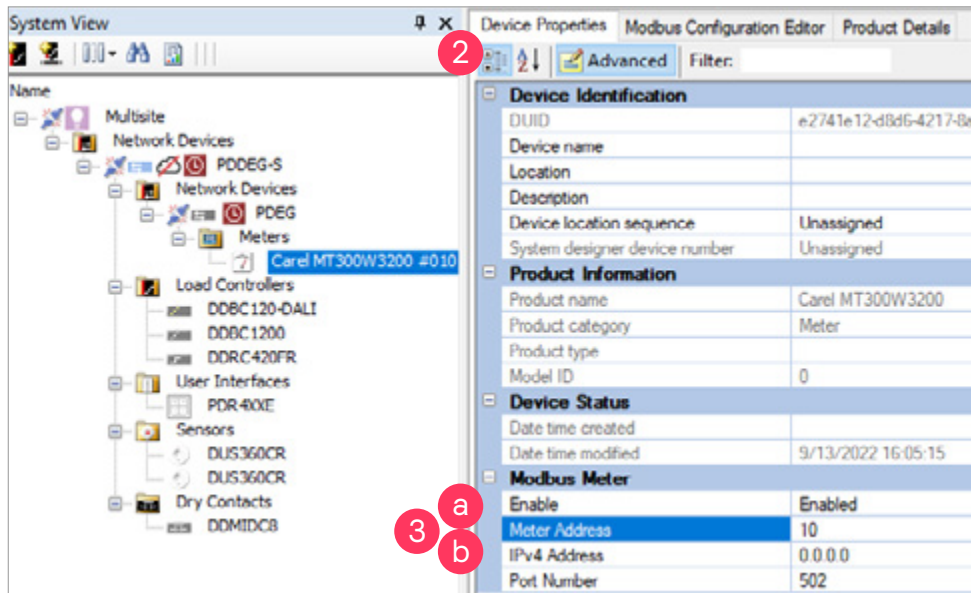 System View
Name
Multisite
Network Devices
PDDEG-S
Network Devices
PDEG
Meters
Carel MT300W3200 #010
Load Controllers
DDBC120-DALI
DDBC1200
DDRC420FR
User Interfaces
PDR4XXE
Sensors
DUS360CR
DUS360CR
Dry Contacts
DDMIDC8
Device Properties Modbus Configuration Editor Product Details
2 Advanced Filter:
Device Identification
DUID e2741e12-d8d6-4217-8a
Device name
Location
Description
Device location sequence Unassigned
System designer device number Unassigned
Product Information
Product name Carel MT300W3200
Product category Meter
Product type
Model ID 0
Device Status
Date time created
Date time modified 9/13/2022 16:05:15
Modbus Meter
a Enable Enabled
3 Meter Address 10
b IPv4 Address 0.0.0.0
Port Number 502